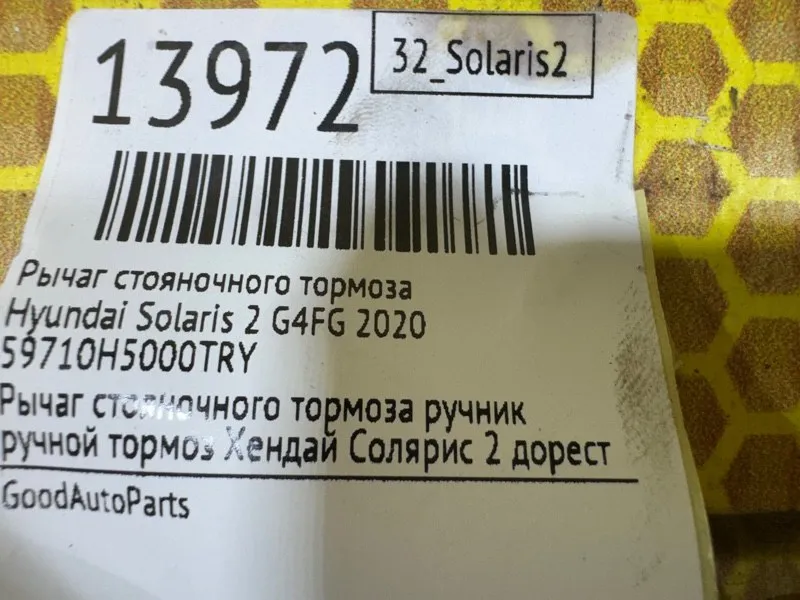 13972
32_Solaris2
Рычаг стояночного тормоза
Hyundai Solaris 2 G4FG 2020
59710H5000TRY
Рычаг стояночного тормоза ручник
ручной тормоз Хендай Солярис 2 дорест
GoodAutoParts